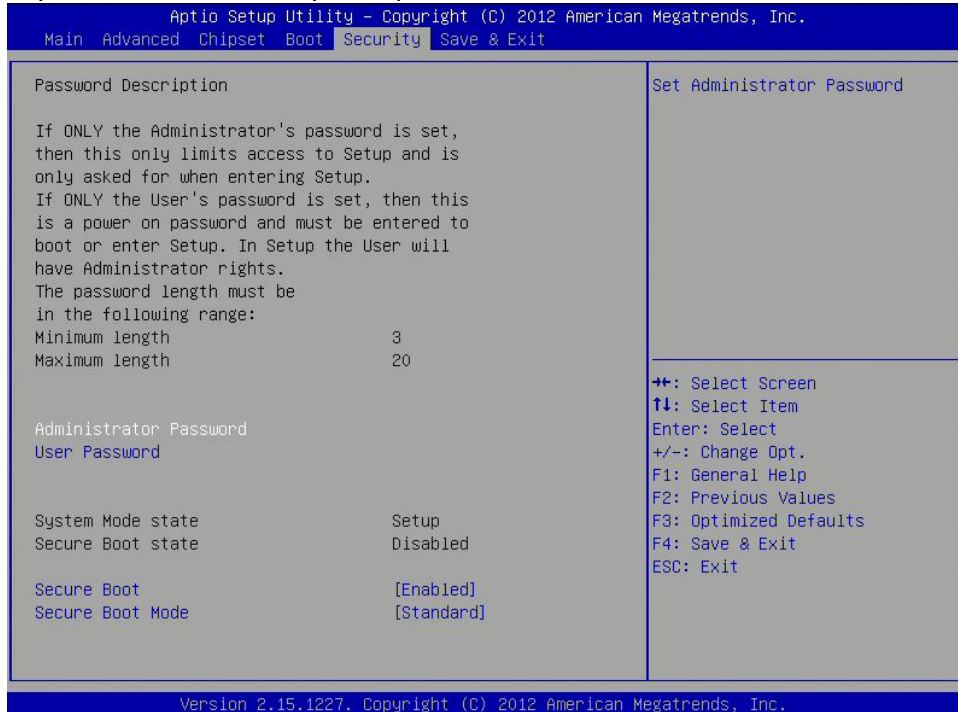 Aptio Setup Utility – Copyright (C) 2012 American Megatrends, Inc.
Main Advanced Chipset Boot Security Save & Exit
Password Description
If ONLY the Administrator's password is set,
then this only limits access to Setup and is
only asked for when entering Setup.
If ONLY the User's password is set, then this
is a power on password and must be entered to
boot or enter Setup. In Setup the User will
have Administrator rights.
The password length must be
in the following range:
Minimum length 3
Maximum length 20
Administrator Password
User Password
System Mode state Setup
Secure Boot state Disabled
Secure Boot [Enabled]
Secure Boot Mode [Standard]
Set Administrator Password
→←: Select Screen
↑↓: Select Item
Enter: Select
+/-: Change Opt.
F1: General Help
F2: Previous Values
F3: Optimized Defaults
F4: Save & Exit
ESC: Exit
Version 2.15.1227. Copyright (C) 2012 American Megatrends, Inc.